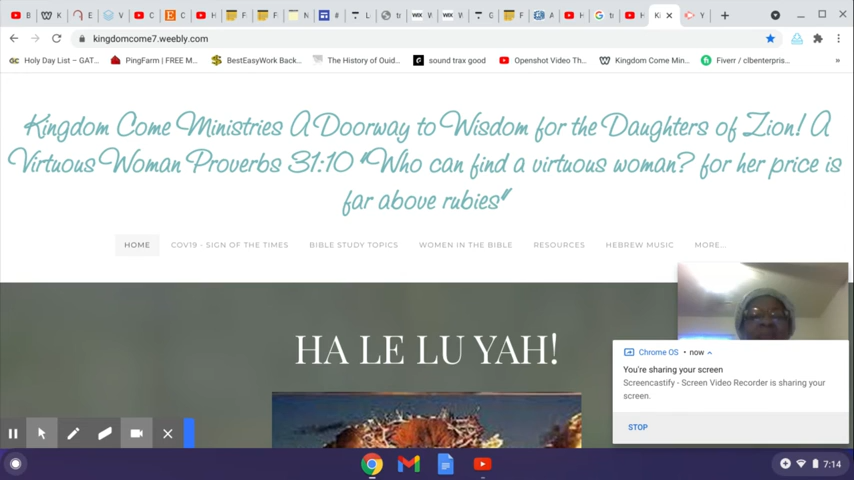 B
K
E
V
C
E
C
H
F
F
N
#
L
tr
W
W
G
F
A
H
tr
H
Ki
Y
kingdomcome7.weebly.com
GC Holy Day List – GAT...
PingFarm | FREE M...
BestEasyWork Back...
The History of Ouid...
sound trax good
Openshot Video Th...
Kingdom Come Min...
Fiverr / clbenterpris...
»
Kingdom Come Ministries A Doorway to Wisdom for the Daughters of Zion! A
Virtuous Woman Proverbs 31:10 "Who can find a virtuous woman? for her price is
far above rubies"
HOME COV19 - SIGN OF THE TIMES BIBLE STUDY TOPICS WOMEN IN THE BIBLE RESOURCES HEBREW MUSIC MORE...
HA LE LU YAH!
Chrome OS • now
You're sharing your screen
Screencastify - Screen Video Recorder is sharing your
screen.
STOP
7:14